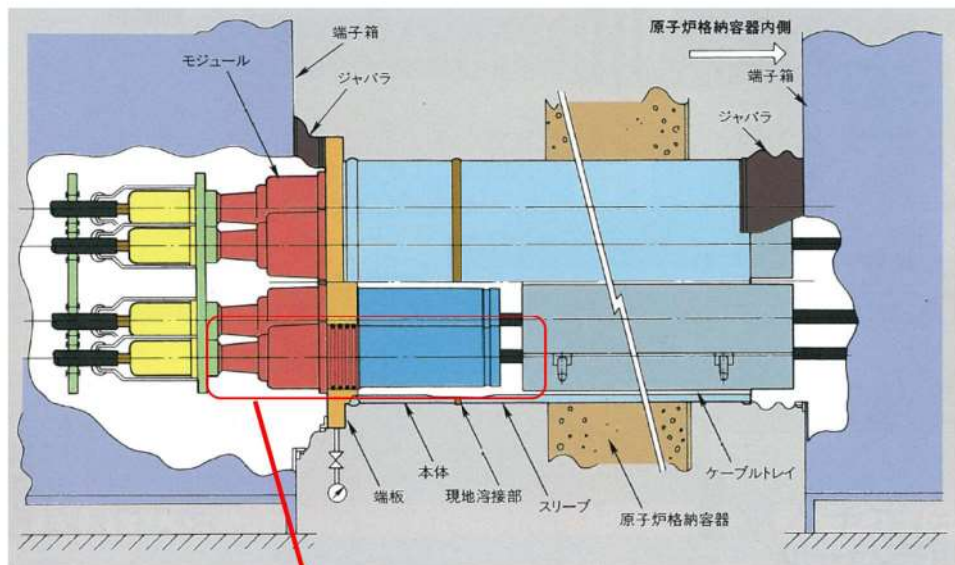 端子箱
原子炉格納容器内側
モジュール
ジャバラ
端子箱
ジャバラ
本体
端板
現地溶接部
スリーブ
ケーブルトレイ
原子炉格納容器